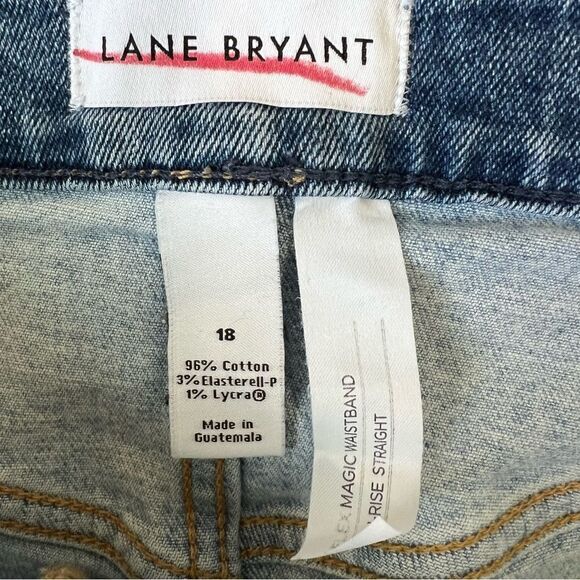 LANE BRYANT
18
96% Cotton
3% Elasterell-P
1% Lycra®
Made in
Guatemala
MAGIC WAISTBAND
-RISE STRAIGHT